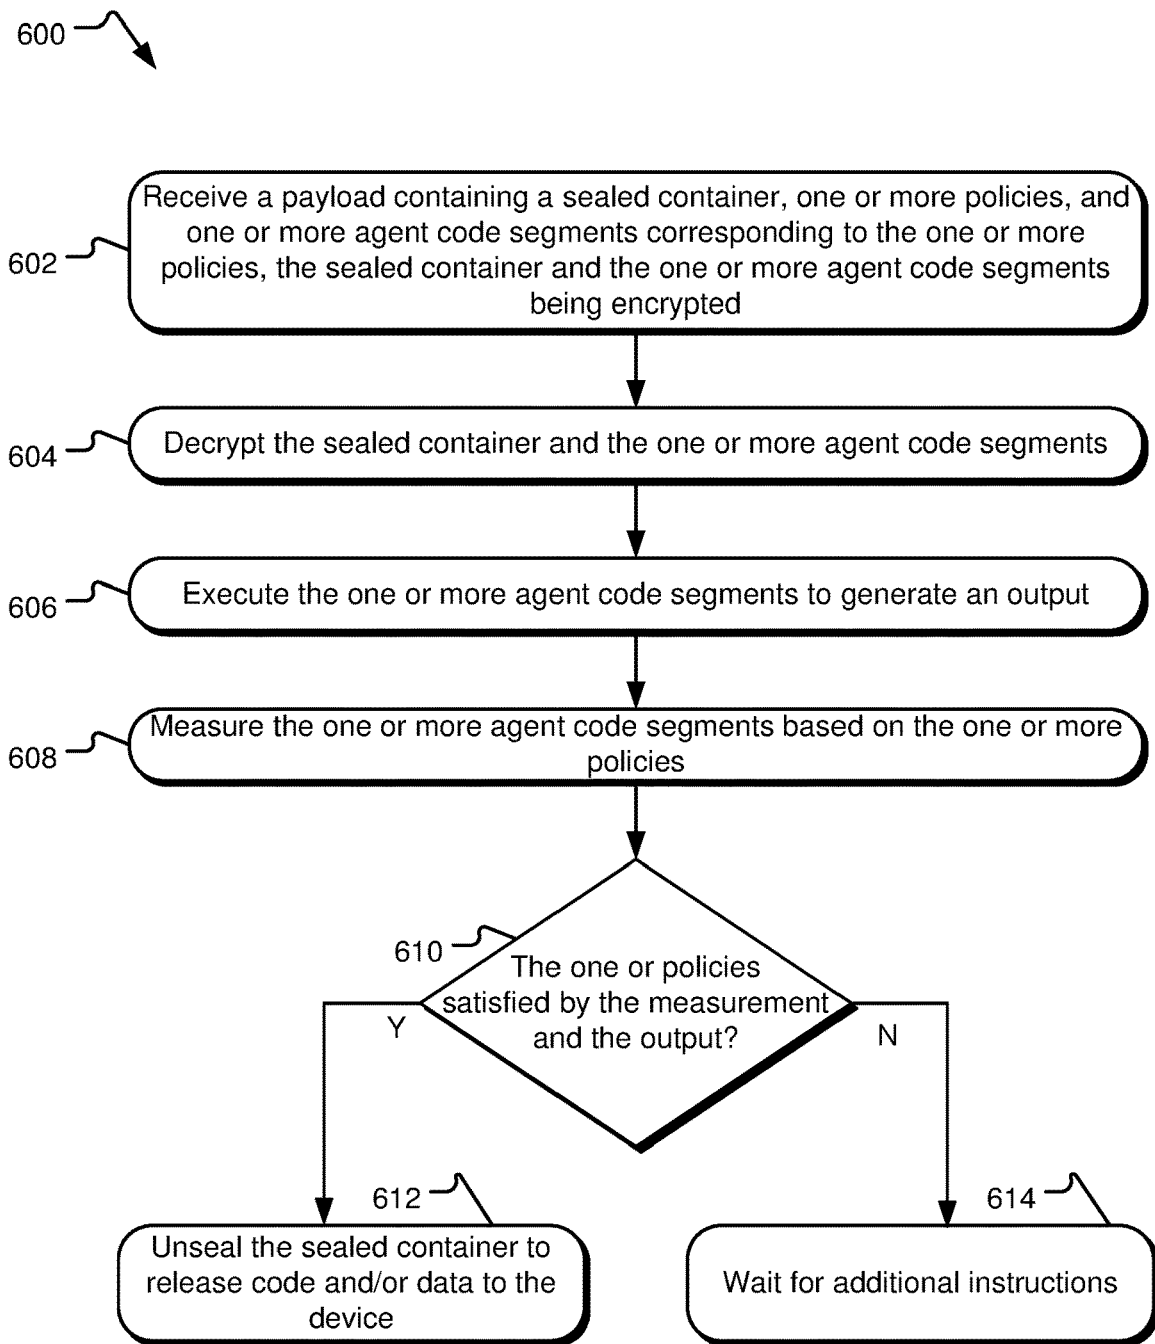 600
Receive a payload containing a sealed container, one or more policies, and
one or more agent code segments corresponding to the one or more
policies, the sealed container and the one or more agent code segments
being encrypted
602
Decrypt the sealed container and the one or more agent code segments
604
Execute the one or more agent code segments to generate an output
606
Measure the one or more agent code segments based on the one or more
policies
608
610
The one or policies
satisfied by the measurement
and the output?
Y
N
612
Unseal the sealed container to
release code and/or data to the
device
614
Wait for additional instructions